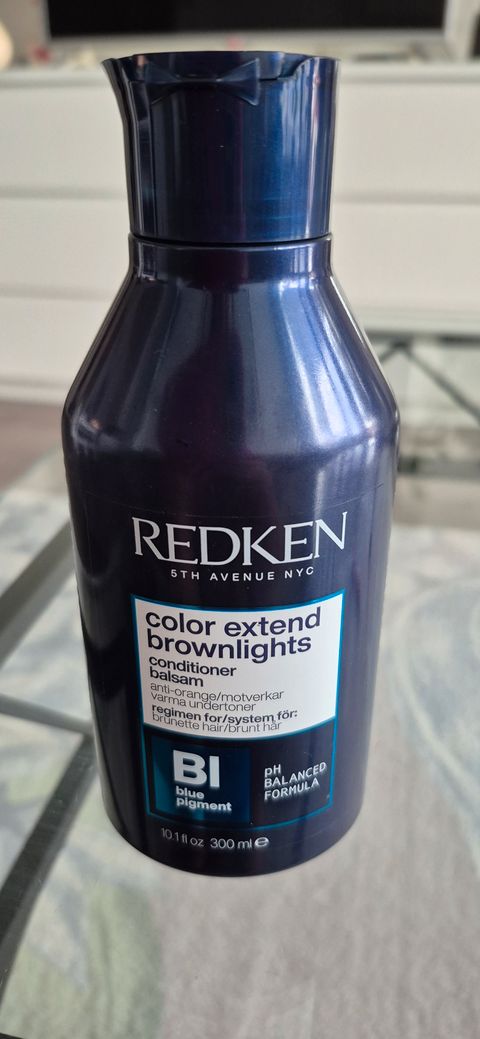 REDKEN
5TH AVENUE NYC
color extend
brownlights
conditioner
balsam
anti-orange/motverkar
varma undertoner
regimen for/system för:
brunette hair/brunt hår
Bl
blue
pigment
pH
BALANCED
FORMULA
10.1 fl oz 300 ml e